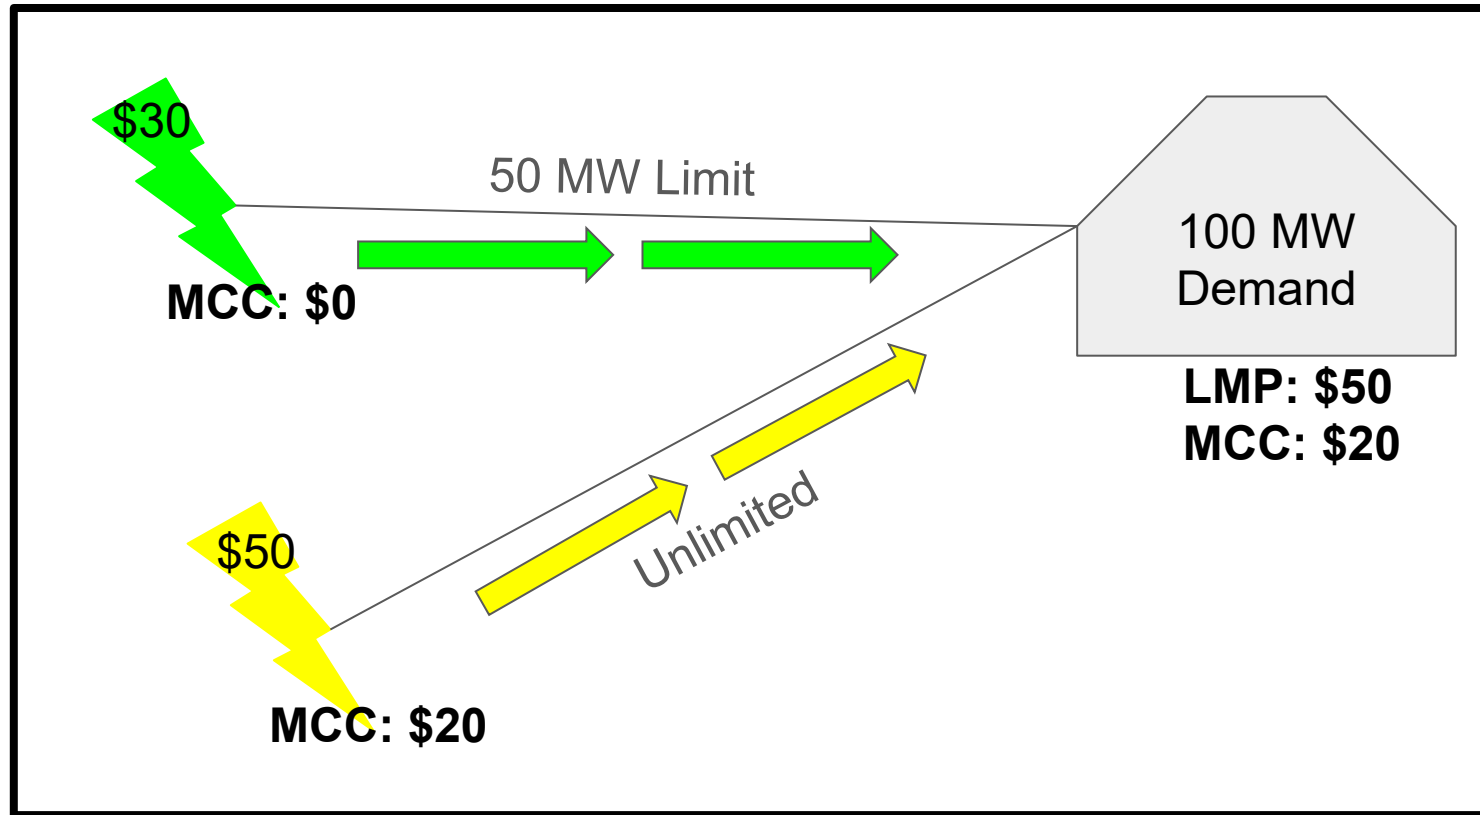 $30
50 MW Limit
MCC: $0
100 MW
Demand
LMP: $50
MCC: $20
Unlimited
$50
MCC: $20